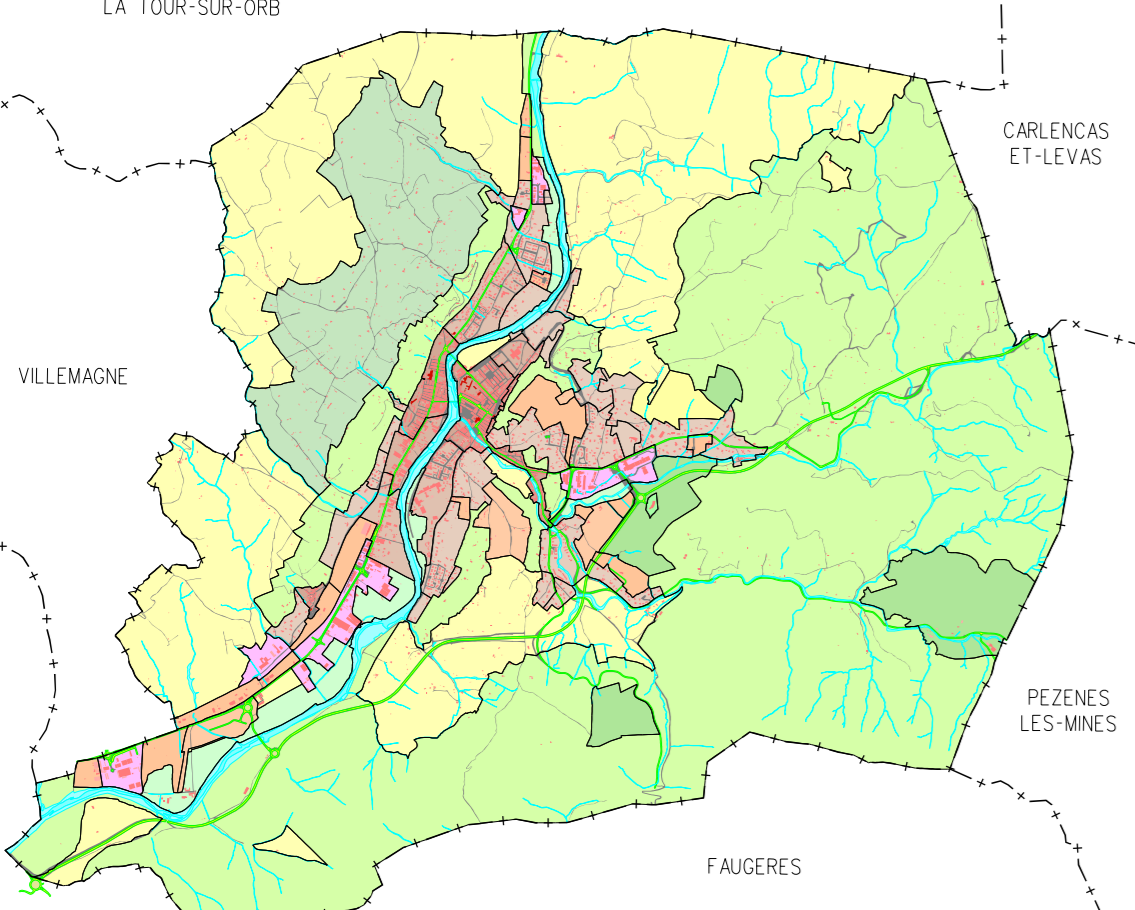 LA TOUR-SUR-ORB
CARLENCAS
ET-LEVAS
VILLEMAGNE
PEZENES
LES-MINES
FAUGERES